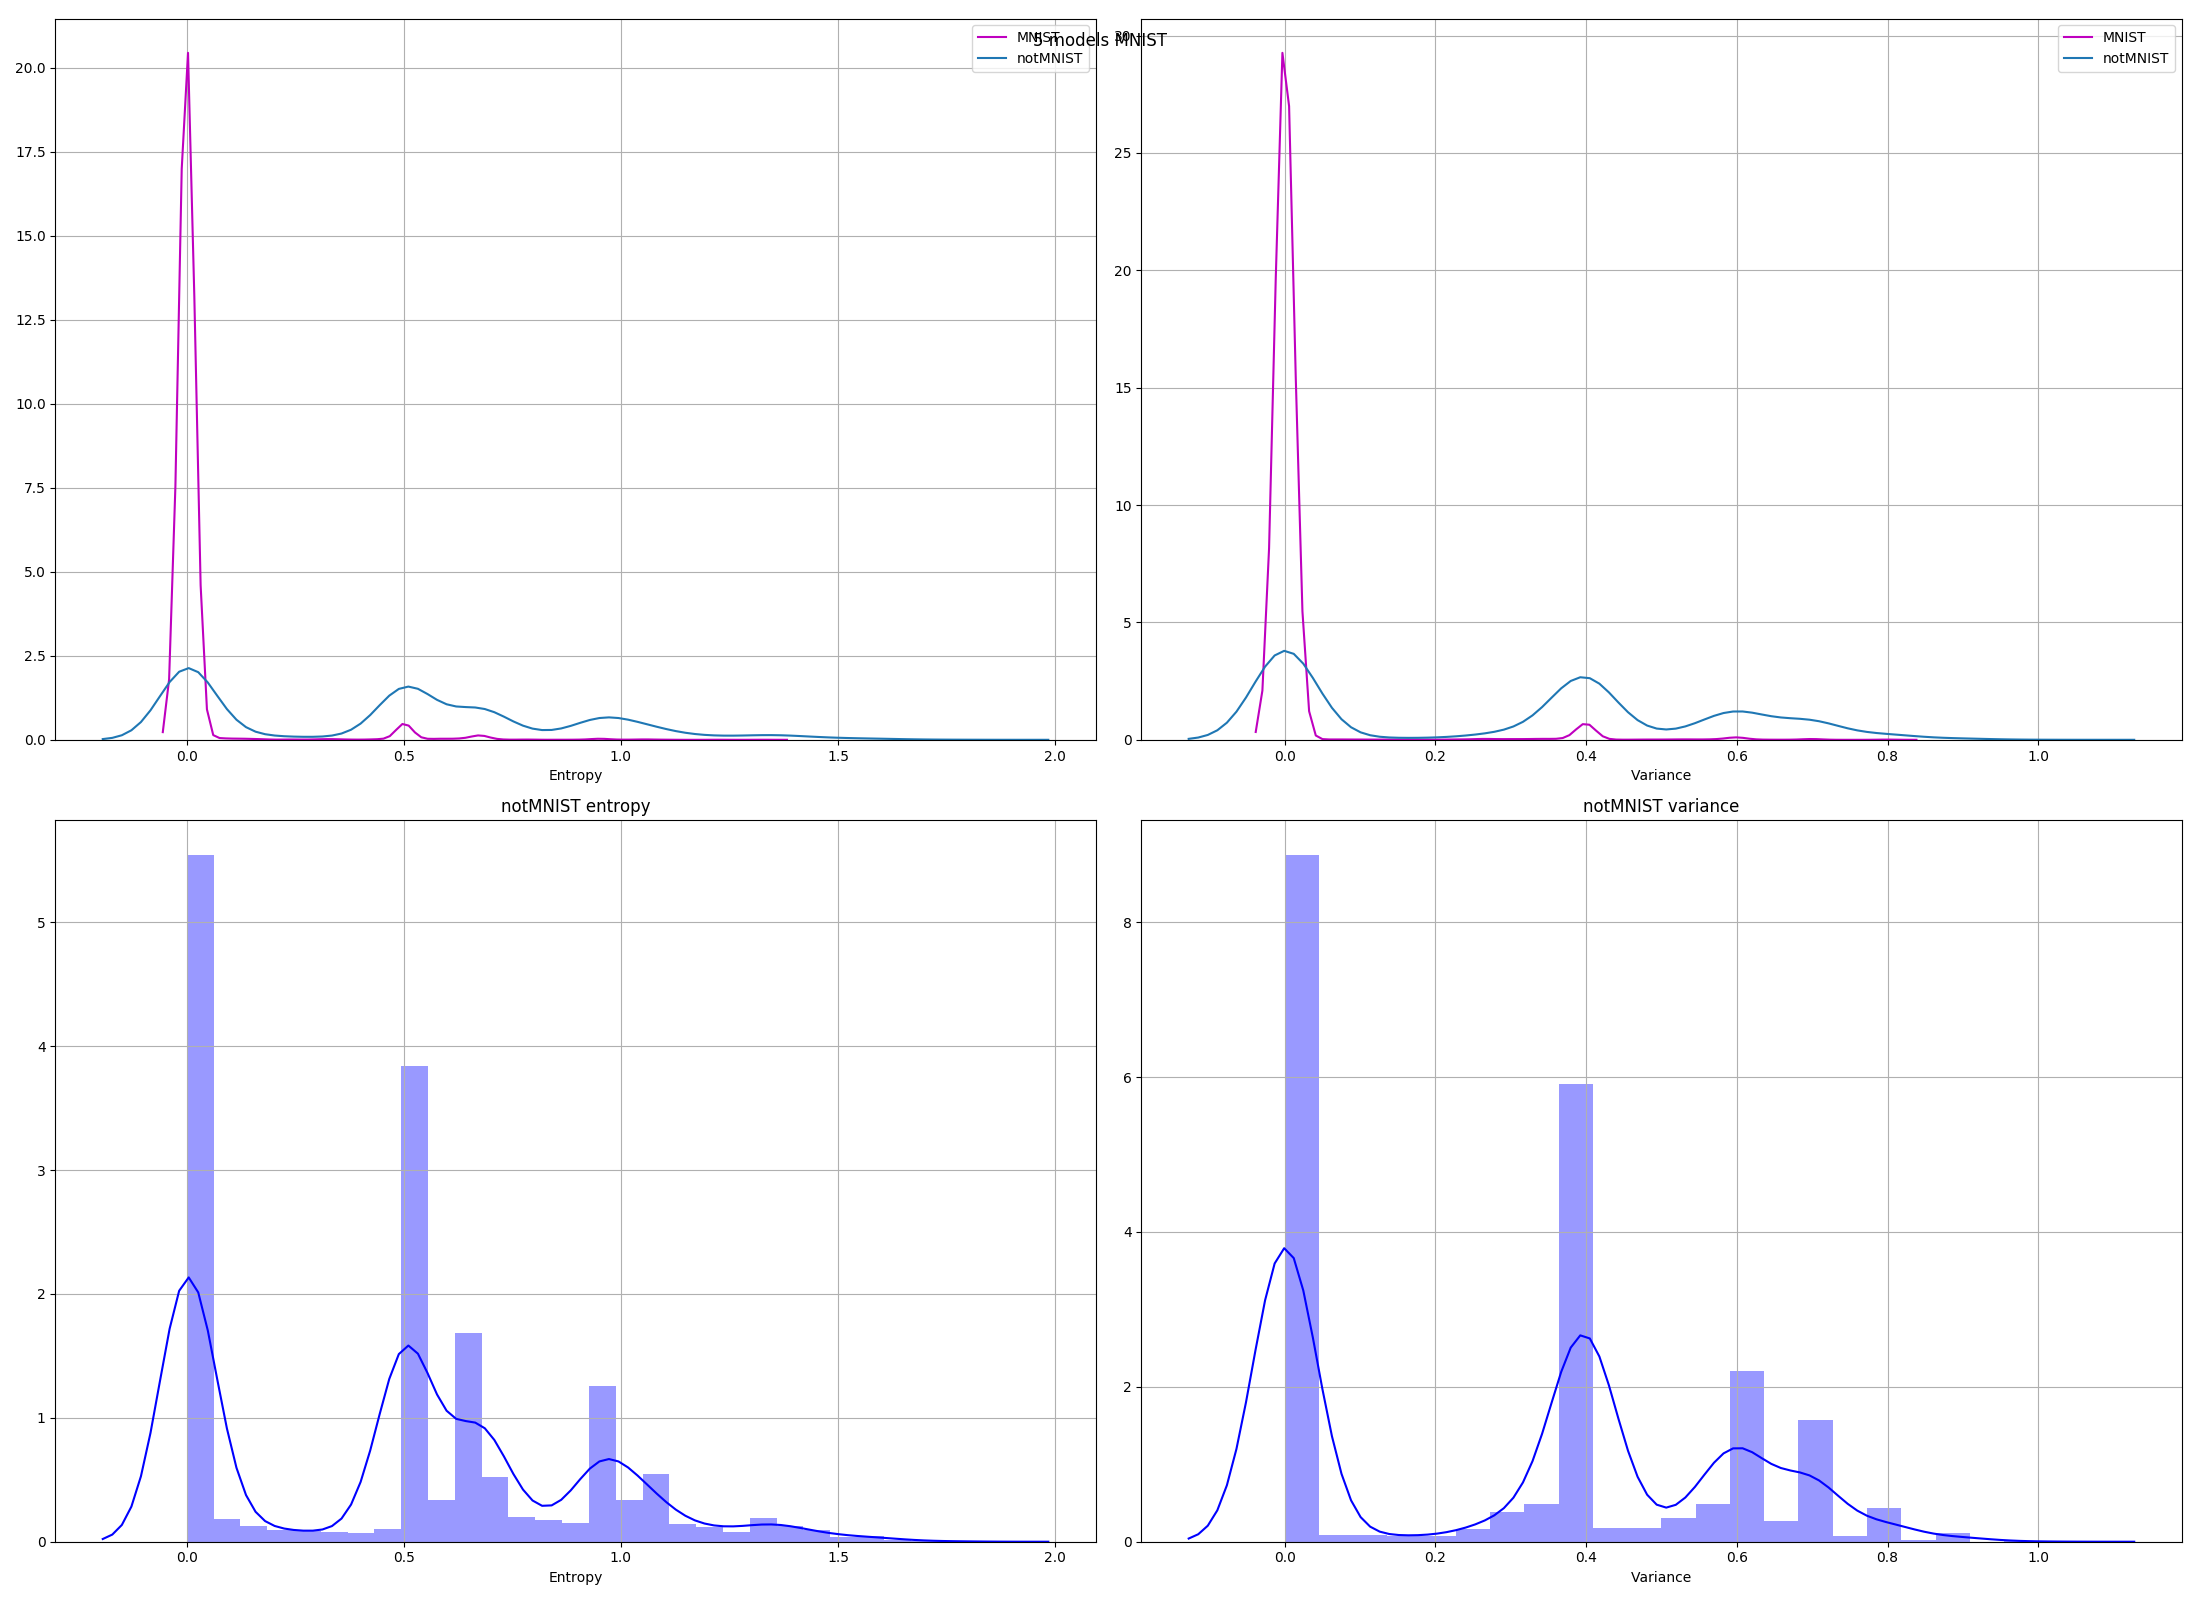 5 models MNIST
MNIST
notMNIST
20.0
17.5
15.0
12.5
10.0
7.5
5.0
2.5
0.0
0.0 0.5 1.0 1.5 2.0
Entropy
MNIST
notMNIST
30
25
20
15
10
5
0
0.0 0.2 0.4 0.6 0.8 1.0
Variance
notMNIST entropy
5
4
3
2
1
0
0.0 0.5 1.0 1.5 2.0
Entropy
notMNIST variance
8
6
4
2
0
0.0 0.2 0.4 0.6 0.8 1.0
Variance